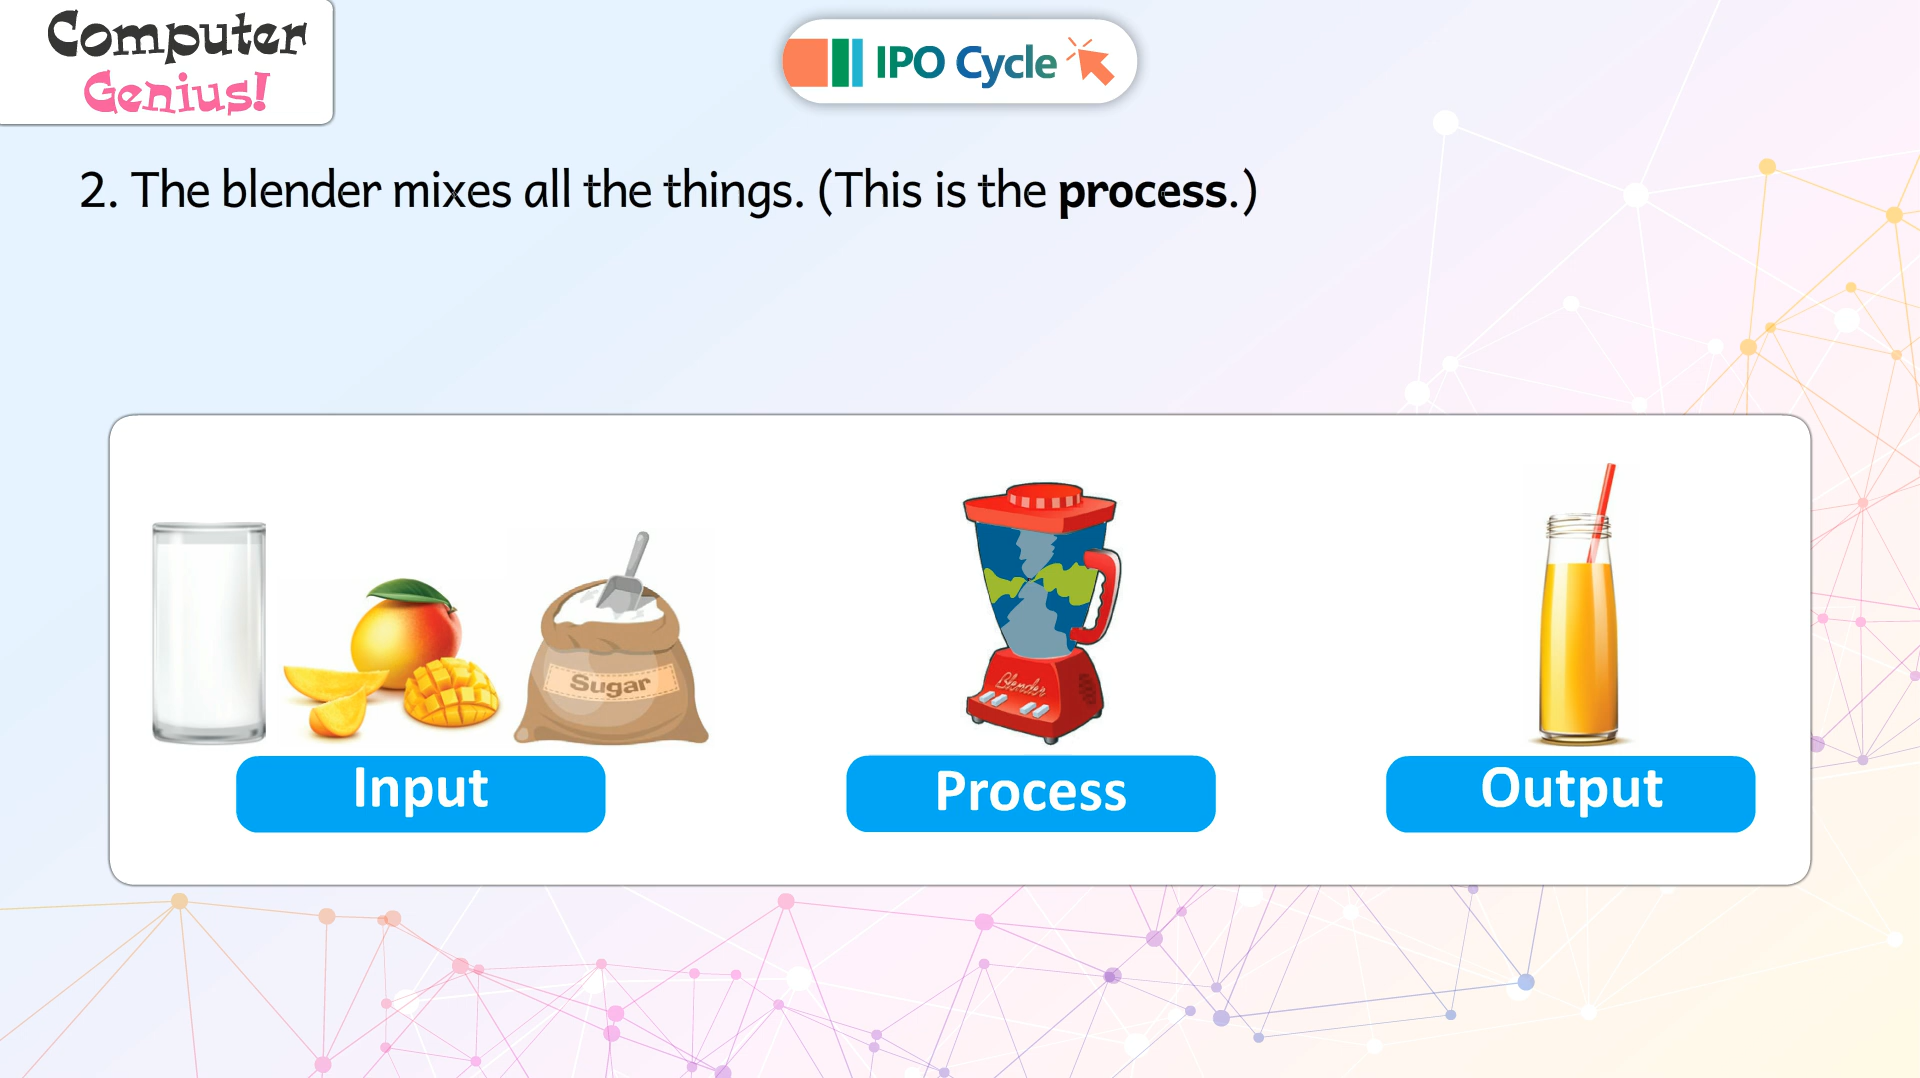 Computer
Genius!
IPO Cycle
2. The blender mixes all the things. (This is the process.)
Sugar
Blender
Input
Process
Output